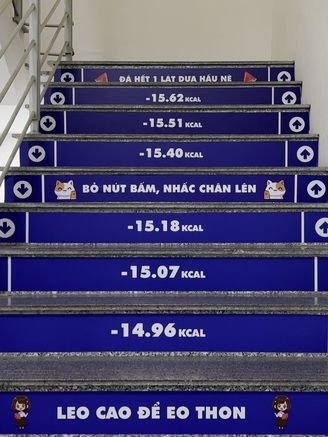 ĐÃ HẾT 1 LÁT DƯA HẤU NÈ
-15.62 KCAL
-15.51 KCAL
-15.40 KCAL
BỎ NÚT BẤM, NHẤC CHÂN LÊN
-15.18 KCAL
-15.07 KCAL
-14.96 KCAL
LEO CAO ĐỂ EO THON